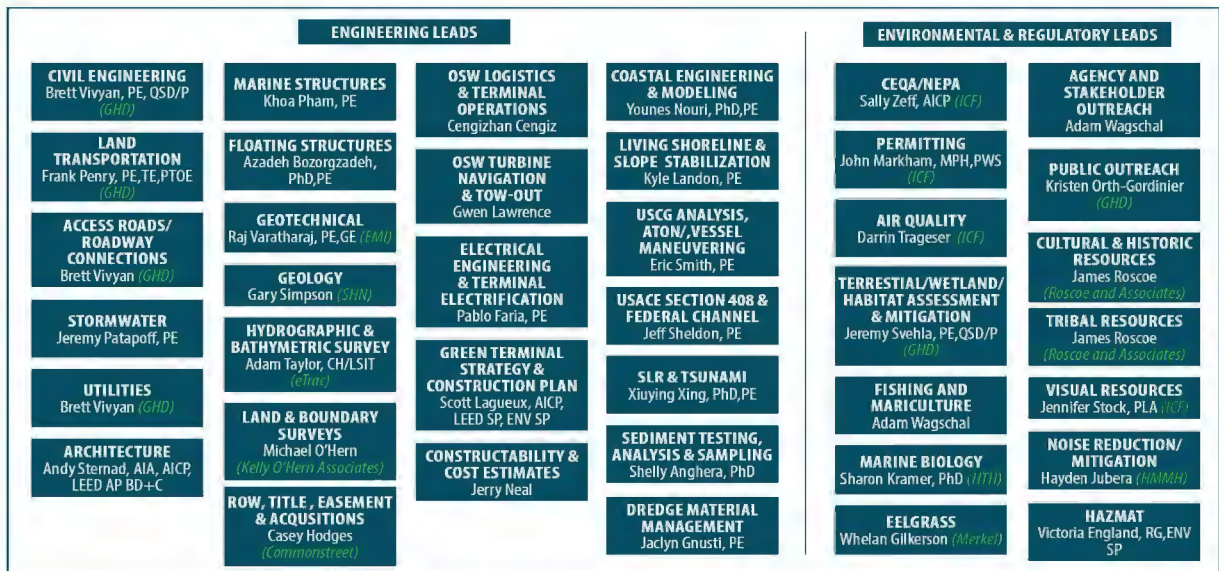 ENGINEERING LEADS
CIVIL ENGINEERING
Brett Vivyan, PE, QSD/P
(GHD)
LAND
TRANSPORTATION
Frank Penry, PE,TE,PTOE
(GHD)
ACCESS ROADS/
ROADWAY
CONNECTIONS
Brett Vivyan (GHD)
STORMWATER
Jeremy Patapoff, PE
UTILITIES
Brett Vivyan (GHD)
ARCHITECTURE
Andy Sternad, AIA, AICP,
LEED AP BD+C
MARINE STRUCTURES
Khoa Pham, PE
FLOATING STRUCTURES
Azadeh Bozorgzadeh,
PhD,PE
GEOTECHNICAL
Raj Varatharaj, PE,GE (EMI)
GEOLOGY
Gary Simpson (SHN)
HYDROGRAPHIC &
BATHYMETRIC SURVEY
Adam Taylor, CH/LSIT
(eTrac)
LAND & BOUNDARY
SURVEYS
Michael O'Hern
(Kelly O'Hern Associates)
ROW, TITLE , EASEMENT
& ACQUSITIONS
Casey Hodges
(Commonstreet)
OSW LOGISTICS
& TERMINAL
OPERATIONS
Cengizhan Cengiz
OSW TURBINE
NAVIGATION
& TOW-OUT
Gwen Lawrence
ELECTRICAL
ENGINEERING
& TERMINAL
ELECTRIFICATION
Pablo Faria, PE
GREEN TERMINAL
STRATEGY &
CONSTRUCTION PLAN
Scott Lagueux, AICP,
LEED SP, ENV SP
CONSTRUCTABILITY &
COST ESTIMATES
Jerry Neal
COASTAL ENGINEERING
& MODELING
Younes Nouri, PhD,PE
LIVING SHORELINE &
SLOPE STABILIZATION
Kyle Landon, PE
USCG ANALYSIS,
ATON/,VESSEL
MANEUVERING
Eric Smith, PE
USACE SECTION 408 &
FEDERAL CHANNEL
Jeff Sheldon, PE
SLR & TSUNAMI
Xiuying Xing, PhD,PE
SEDIMENT TESTING,
ANALYSIS & SAMPLING
Shelly Anghera, PhD
DREDGE MATERIAL
MANAGEMENT
Jaclyn Gnusti, PE
ENVIRONMENTAL & REGULATORY LEADS
CEQA/NEPA
Sally Zeff, AICP (ICF)
PERMITTING
John Markham, MPH,PWS
(ICF)
AIR QUALITY
Darrin Trageser (ICF)
TERRESTIAL/WETLAND/
HABITAT ASSESSMENT
& MITIGATION
Jeremy Svehla, PE,QSD/P
(GHD)
FISHING AND
MARICULTURE
Adam Wagschal
MARINE BIOLOGY
Sharon Kramer, PhD (HTH)
EELGRASS
Whelan Gilkerson (Merkel)
AGENCY AND
STAKEHOLDER
OUTREACH
Adam Wagschal
PUBLIC OUTREACH
Kristen Orth-Gordinier
(GHD)
CULTURAL & HISTORIC
RESOURCES
James Roscoe
(Roscoe and Associates)
TRIBAL RESOURCES
James Roscoe
(Roscoe and Associates)
VISUAL RESOURCES
Jennifer Stock, PLA (ICF)
NOISE REDUCTION/
MITIGATION
Hayden Jubera (HMMH)
HAZMAT
Victoria England, RG,ENV
SP